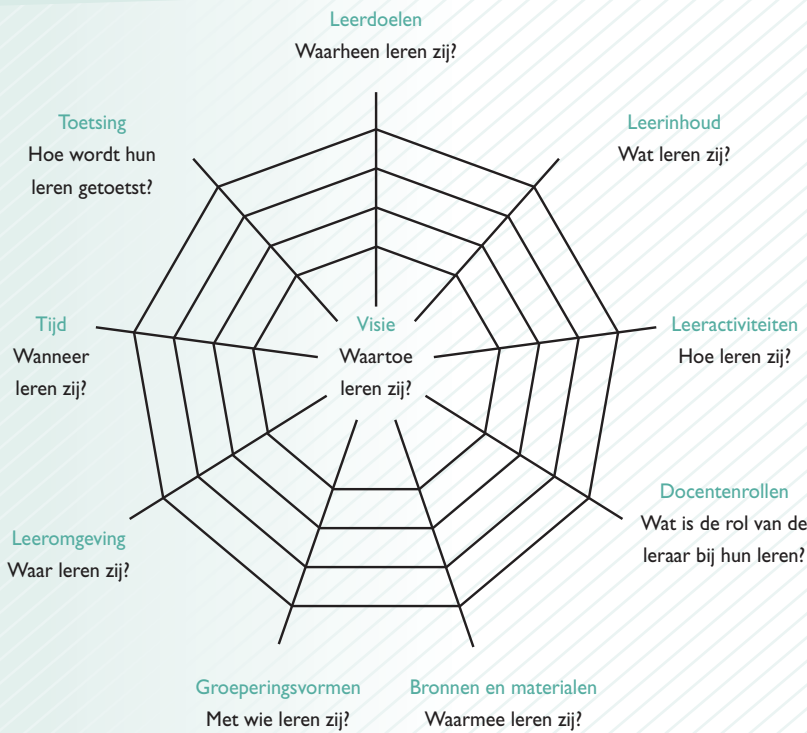 Leerdoelen
Waarheen leren zij?
Leerinhoud
Wat leren zij?
Leeractiviteiten
Hoe leren zij?
Docentenrollen
Wat is de rol van de
leraar bij hun leren?
Bronnen en materialen
Waarmee leren zij?
Groeperingsvormen
Met wie leren zij?
Leeromgeving
Waar leren zij?
Tijd
Wanneer
leren zij?
Toetsing
Hoe wordt hun
leren getoetst?
Visie
Waartoe
leren zij?